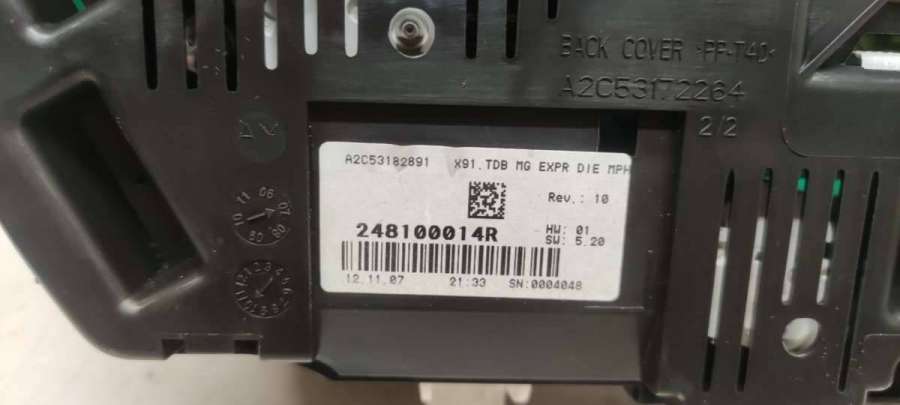 BACK COVER >PP-T40<
A2C53172264
2/2
A2C53182891 X91.TDB MG EXPR DIE MPH
Rev.: 10
248100014R
HW: 01
SW: 5.20
12.11.07 21:33 SN:0004048